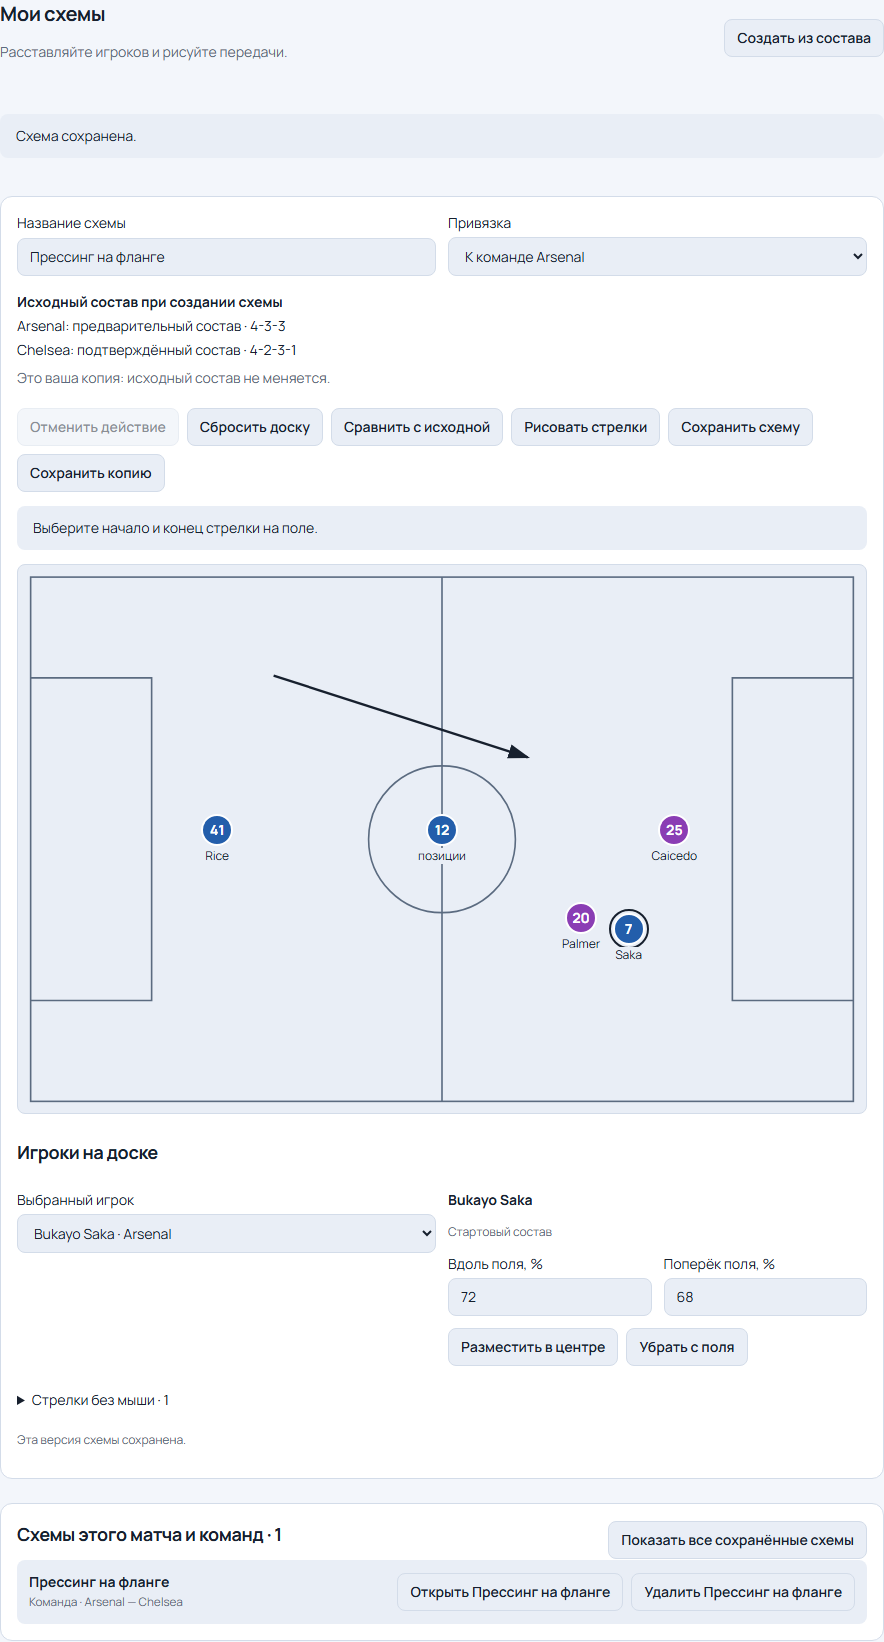 Мои схемы
Расставляйте игроков и рисуйте передачи.
Создать из состава
Схема сохранена.
Название схемы
Привязка
Прессинг на фланге
К команде Arsenal
Исходный состав при создании схемы
Arsenal: предварительный состав · 4-3-3
Chelsea: подтверждённый состав · 4-2-3-1
Это ваша копия: исходный состав не меняется.
Отменить действие
Сбросить доску
Сравнить с исходной
Рисовать стрелки
Сохранить схему
Сохранить копию
Выберите начало и конец стрелки на поле.
41
Rice
12
позиции
25
Caicedo
20
Palmer
7
Saka
Игроки на доске
Выбранный игрок
Bukayo Saka · Arsenal
Bukayo Saka
Стартовый состав
Вдоль поля, %
Поперёк поля, %
72
68
Разместить в центре
Убрать с поля
Стрелки без мыши · 1
Эта версия схемы сохранена.
Схемы этого матча и команд · 1
Показать все сохранённые схемы
Прессинг на фланге
Команда · Arsenal — Chelsea
Открыть Прессинг на фланге
Удалить Прессинг на фланге